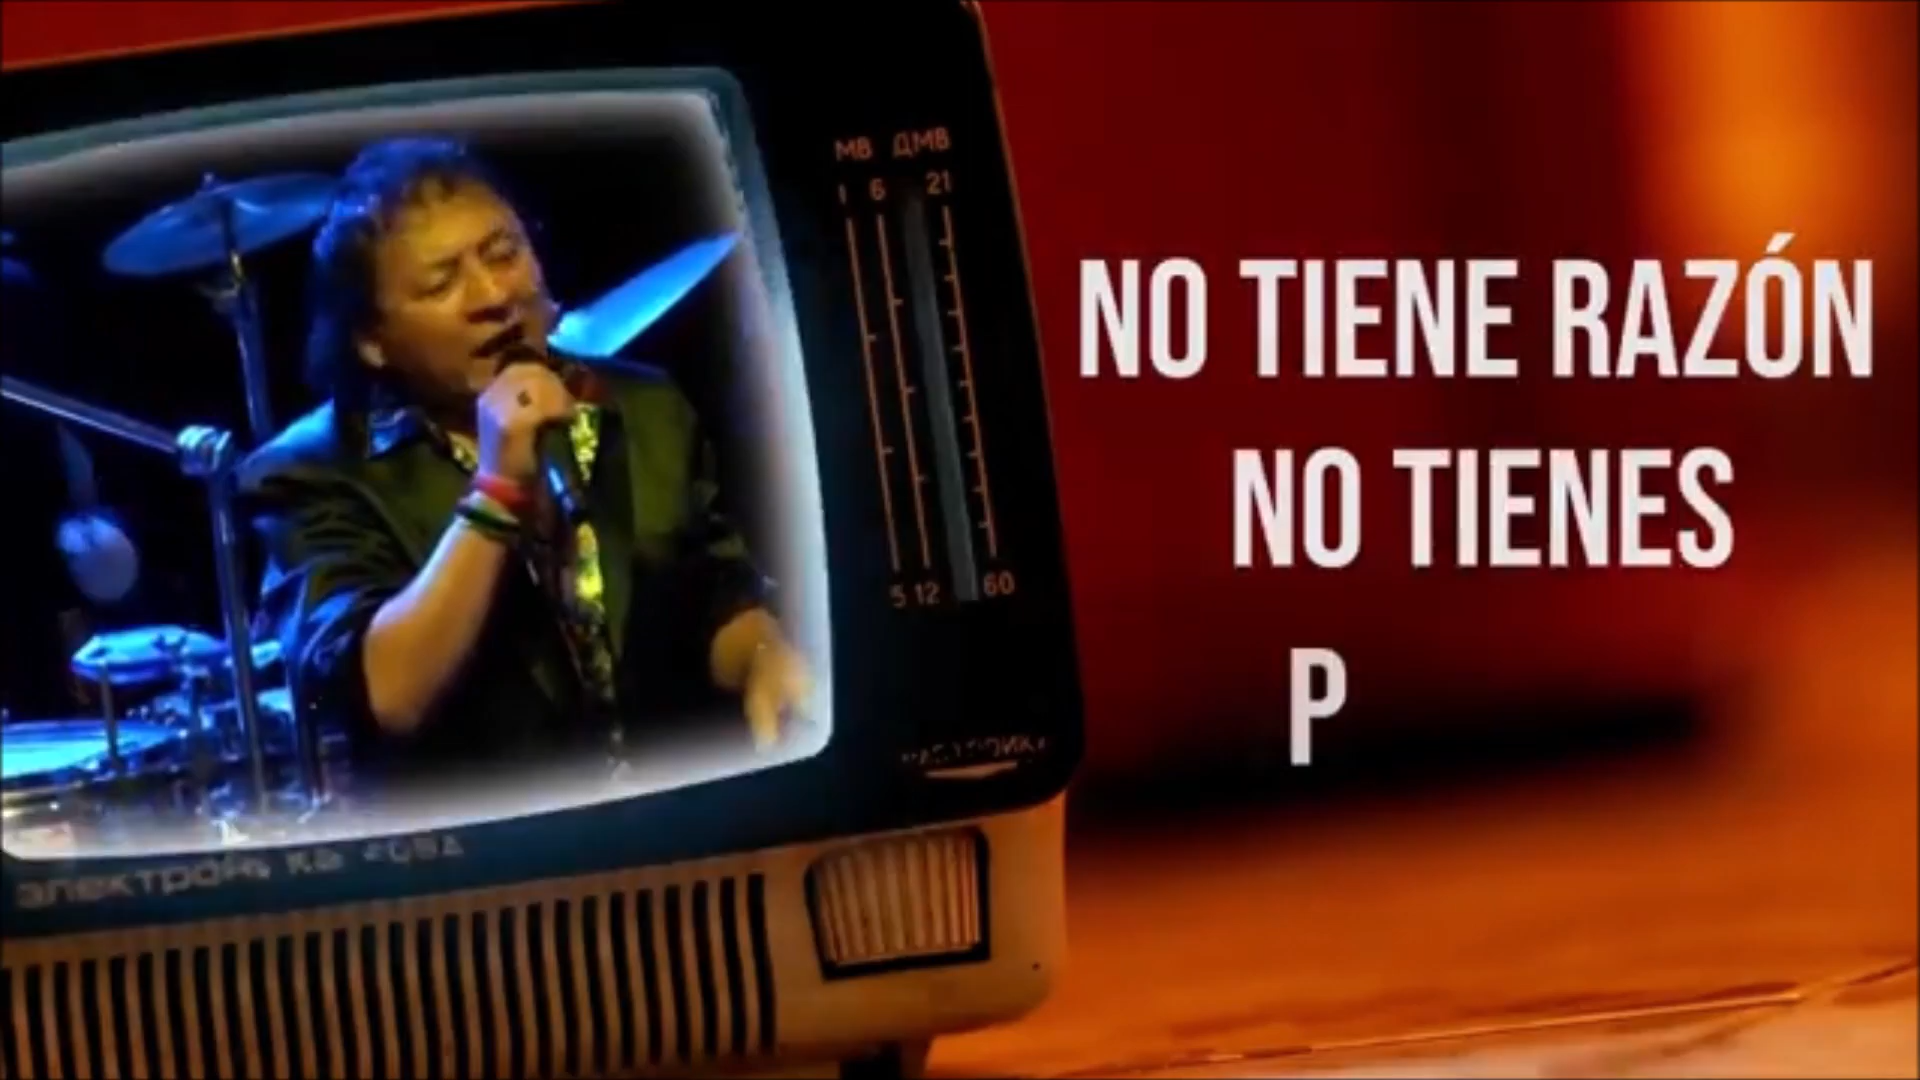 МВ ДМВ
1 6 21
5 12 60
NO TIENE RAZÓN
NO TIENES
P